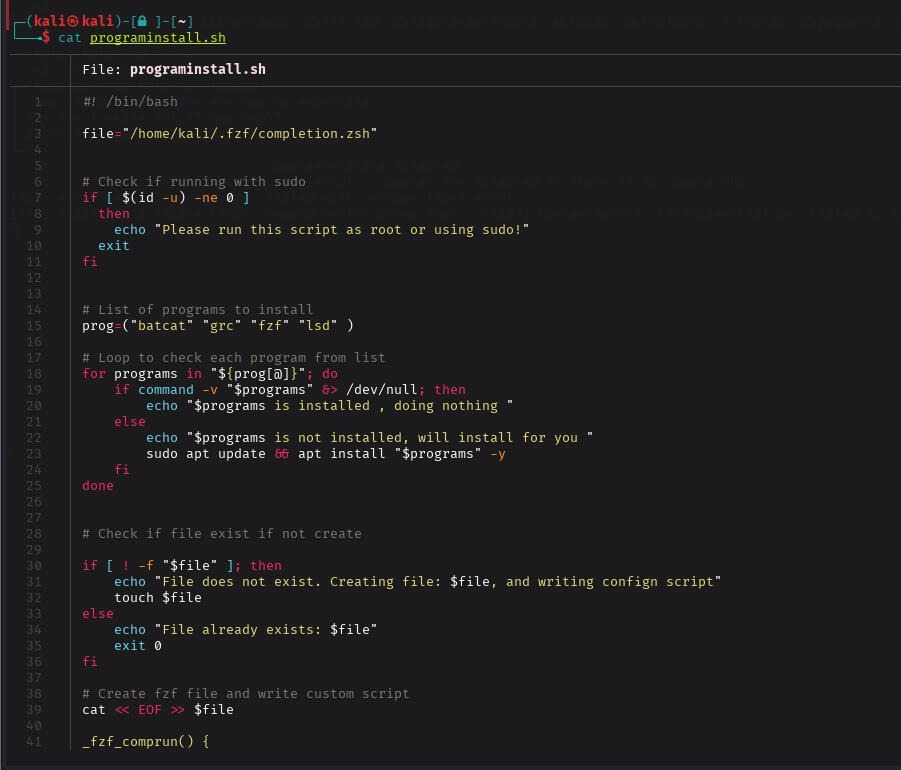 ┌─(kali㉿kali)-[🔒 ]-[~]
└──╼$ cat programinstall.sh
File: programinstall.sh
1 #! /bin/bash
2
3 file="/home/kali/.fzf/completion.zsh"
4
5
6 # Check if running with sudo
7 if [ $(id -u) -ne 0 ]
8   then
9     echo "Please run this script as root or using sudo!"
10   exit
11 fi
12
13
14 # List of programs to install
15 prog=("batcat" "grc" "fzf" "lsd" )
16
17 # Loop to check each program from list
18 for programs in "${prog[@]}"; do
19     if command -v "$programs" &> /dev/null; then
20         echo "$programs is installed , doing nothing "
21     else
22         echo "$programs is not installed, will install for you "
23         sudo apt update && apt install "$programs" -y
24     fi
25 done
26
27
28 # Check if file exist if not create
29
30 if [ ! -f "$file" ]; then
31     echo "File does not exist. Creating file: $file, and writing confign script"
32     touch $file
33 else
34     echo "File already exists: $file"
35     exit 0
36 fi
37
38 # Create fzf file and write custom script
39 cat << EOF >> $file
40
41 _fzf_comprun() {